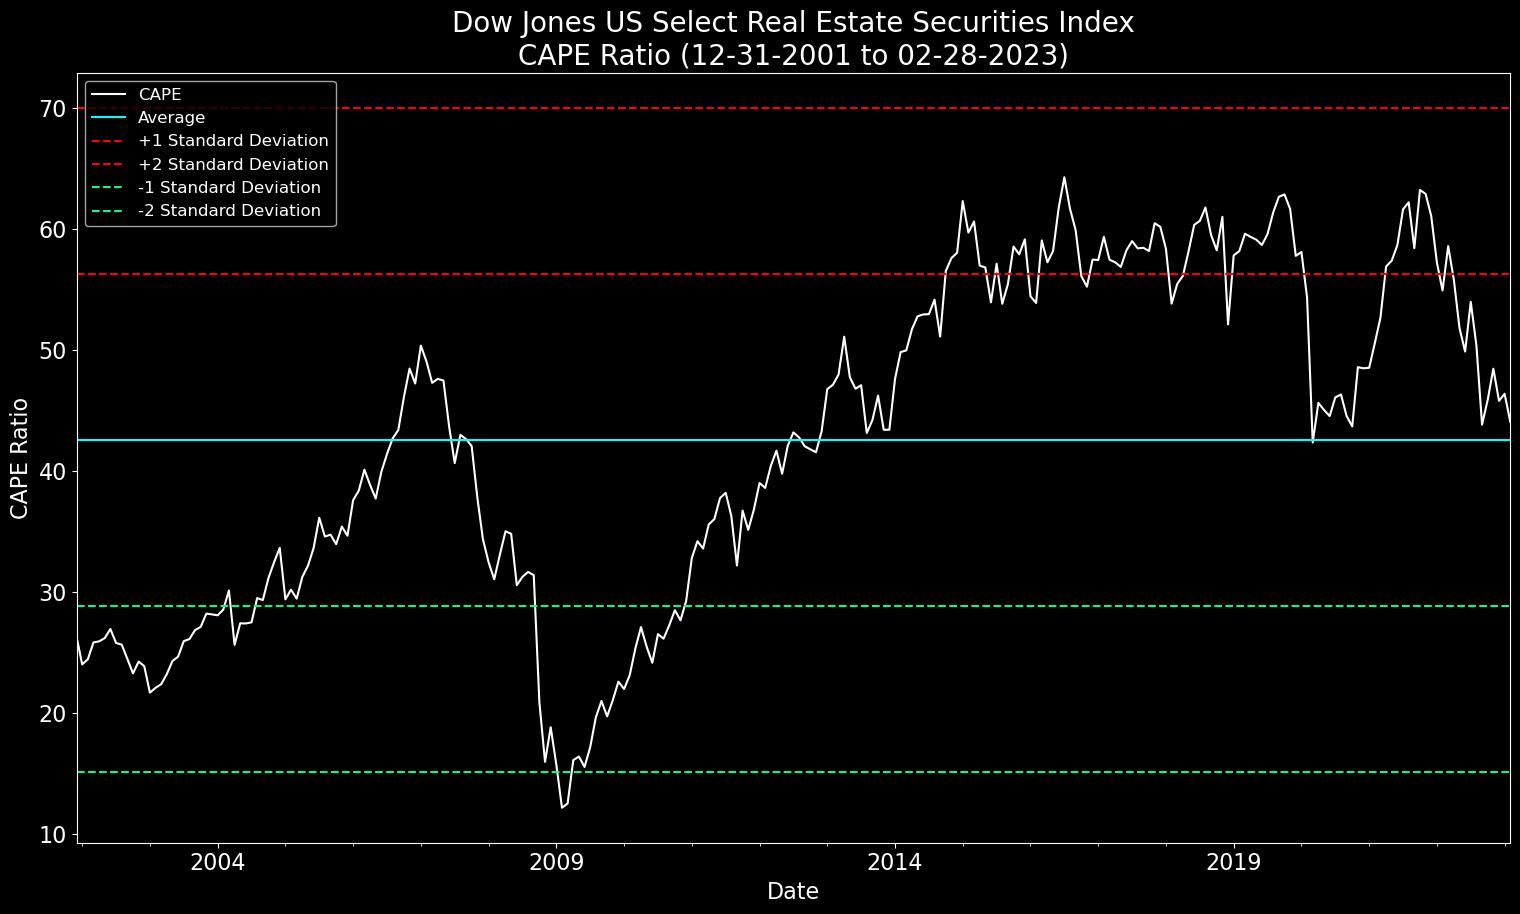 Dow Jones US Select Real Estate Securities Index
CAPE Ratio (12-31-2001 to 02-28-2023)
CAPE
Average
+1 Standard Deviation
+2 Standard Deviation
-1 Standard Deviation
-2 Standard Deviation
70
60
50
40
30
20
10
CAPE Ratio
2004 2009 2014 2019
Date